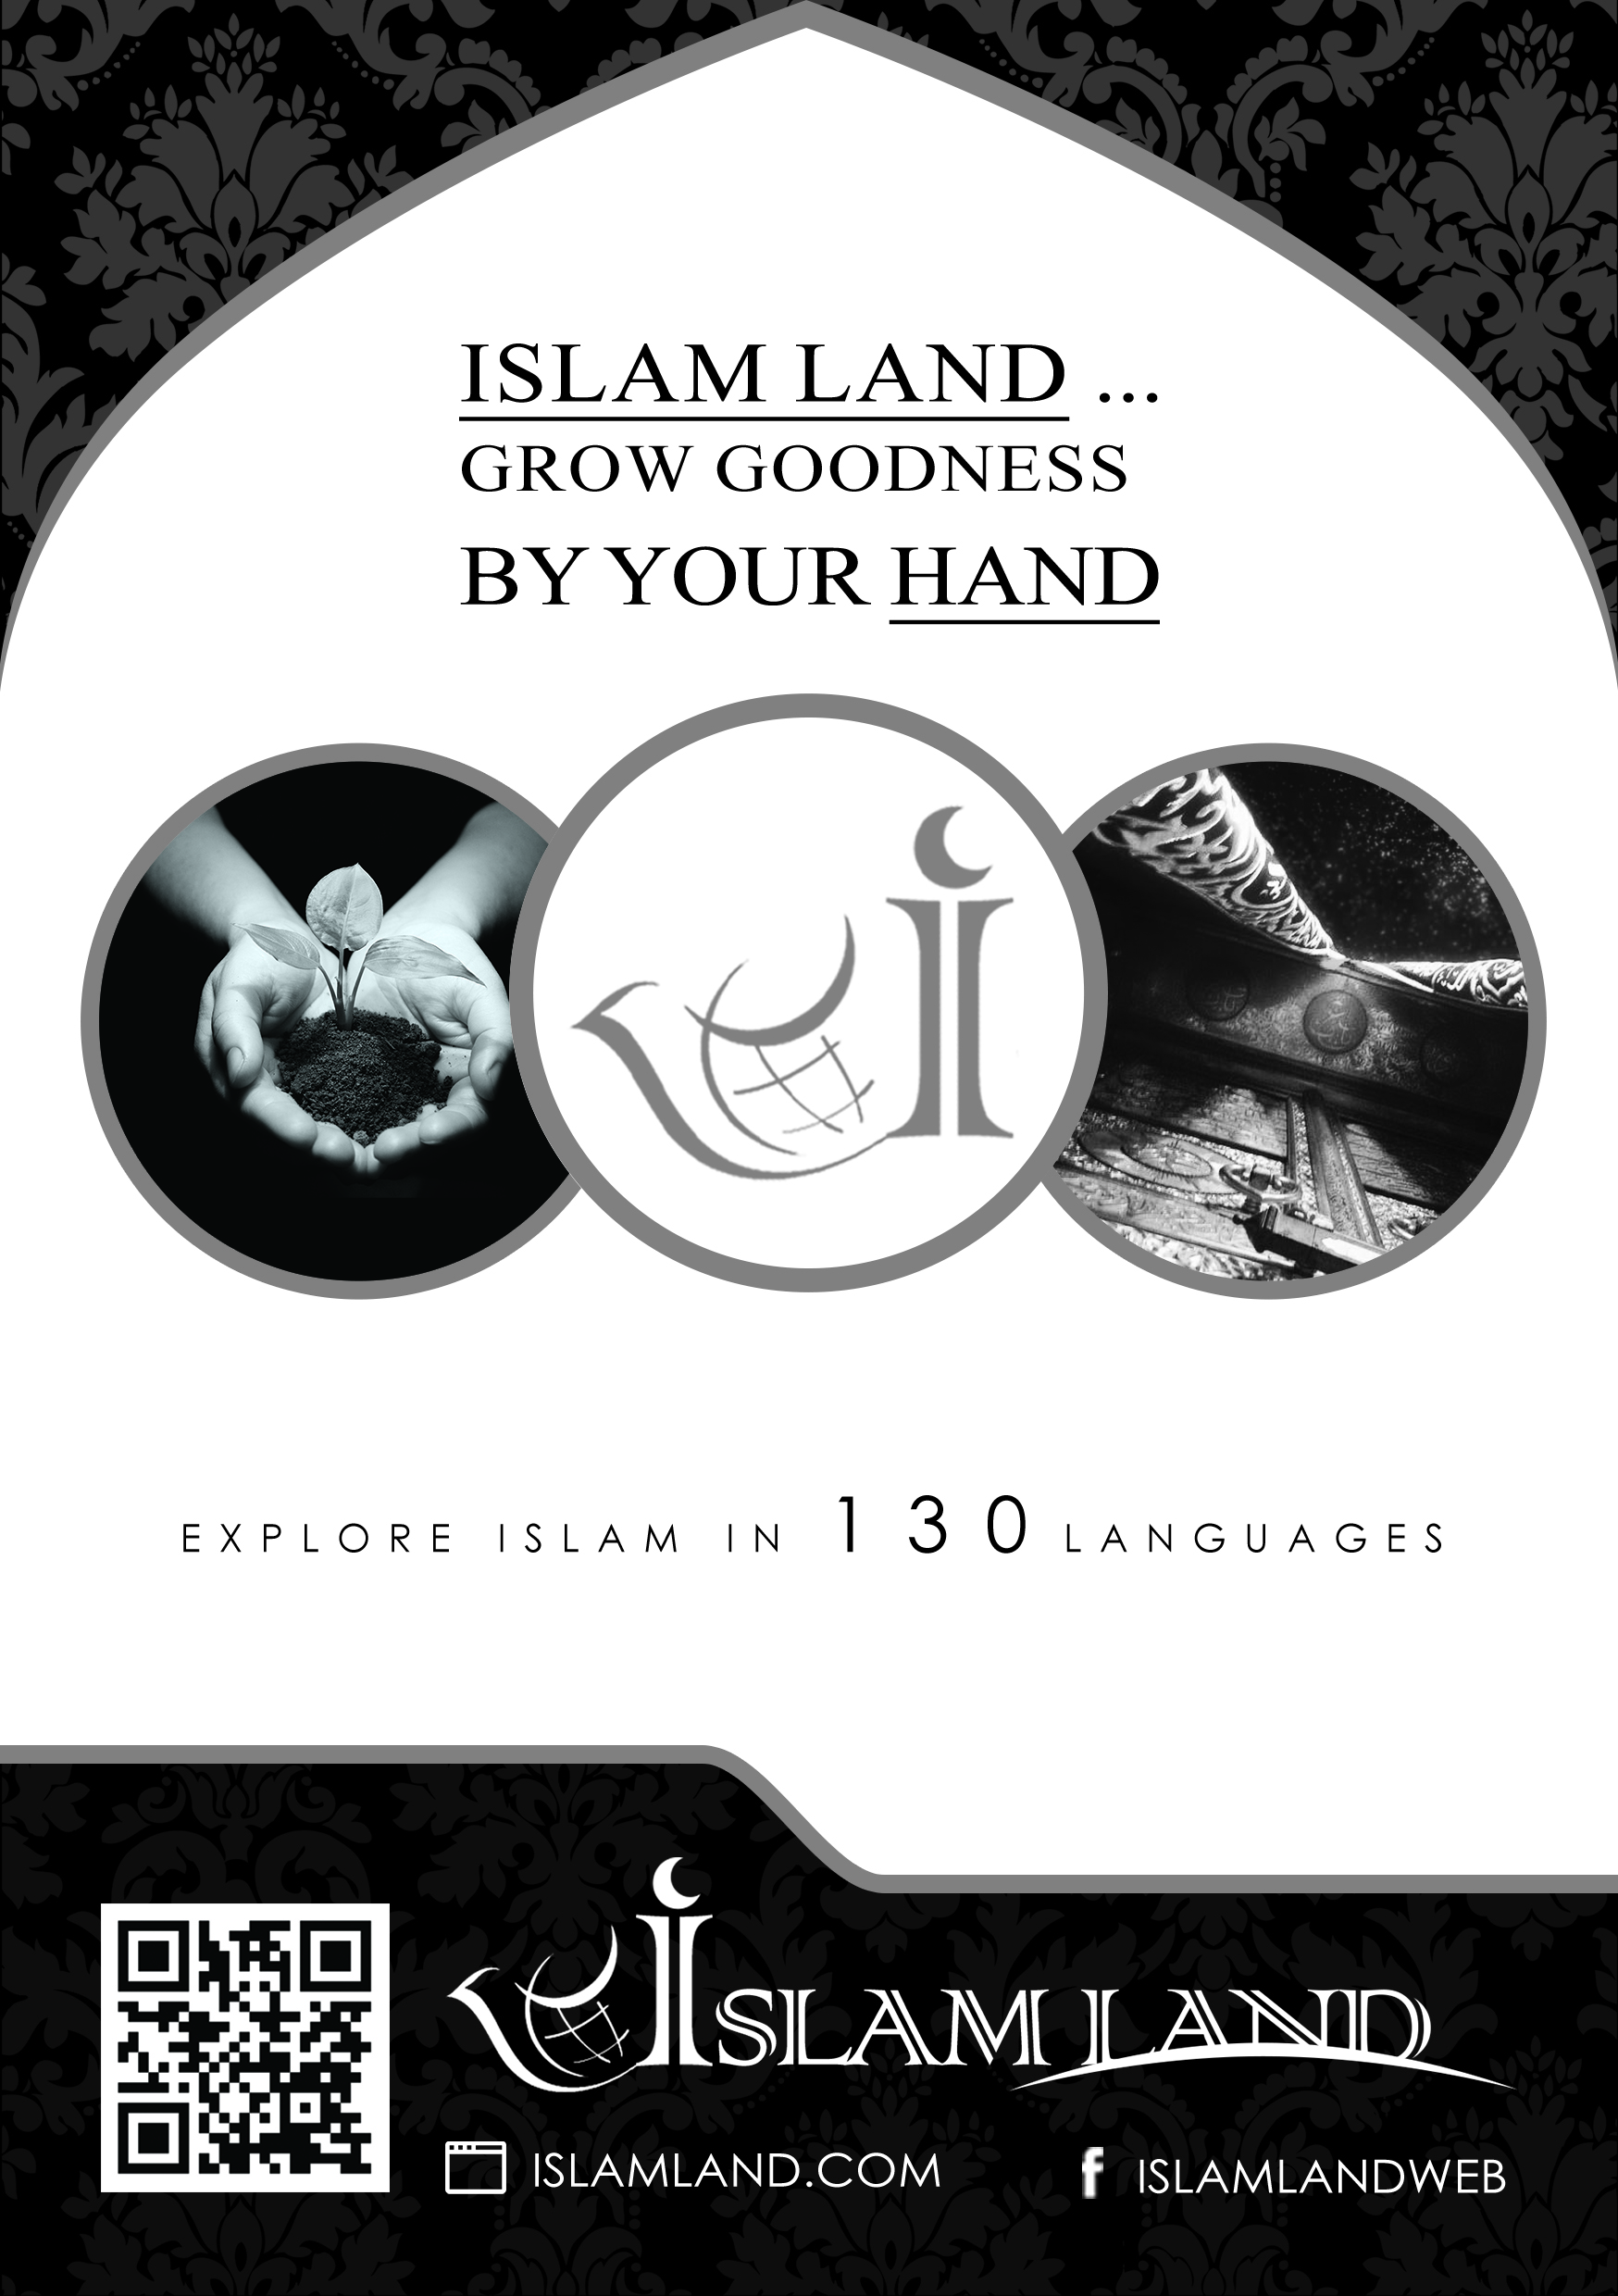 ISLAM LAND ...
GROW GOODNESS
BY YOUR HAND
EXPLORE ISLAM IN 130 LANGUAGES
ISLAM LAND
ISLAMLAND.COM
f ISLAMLANDWEB